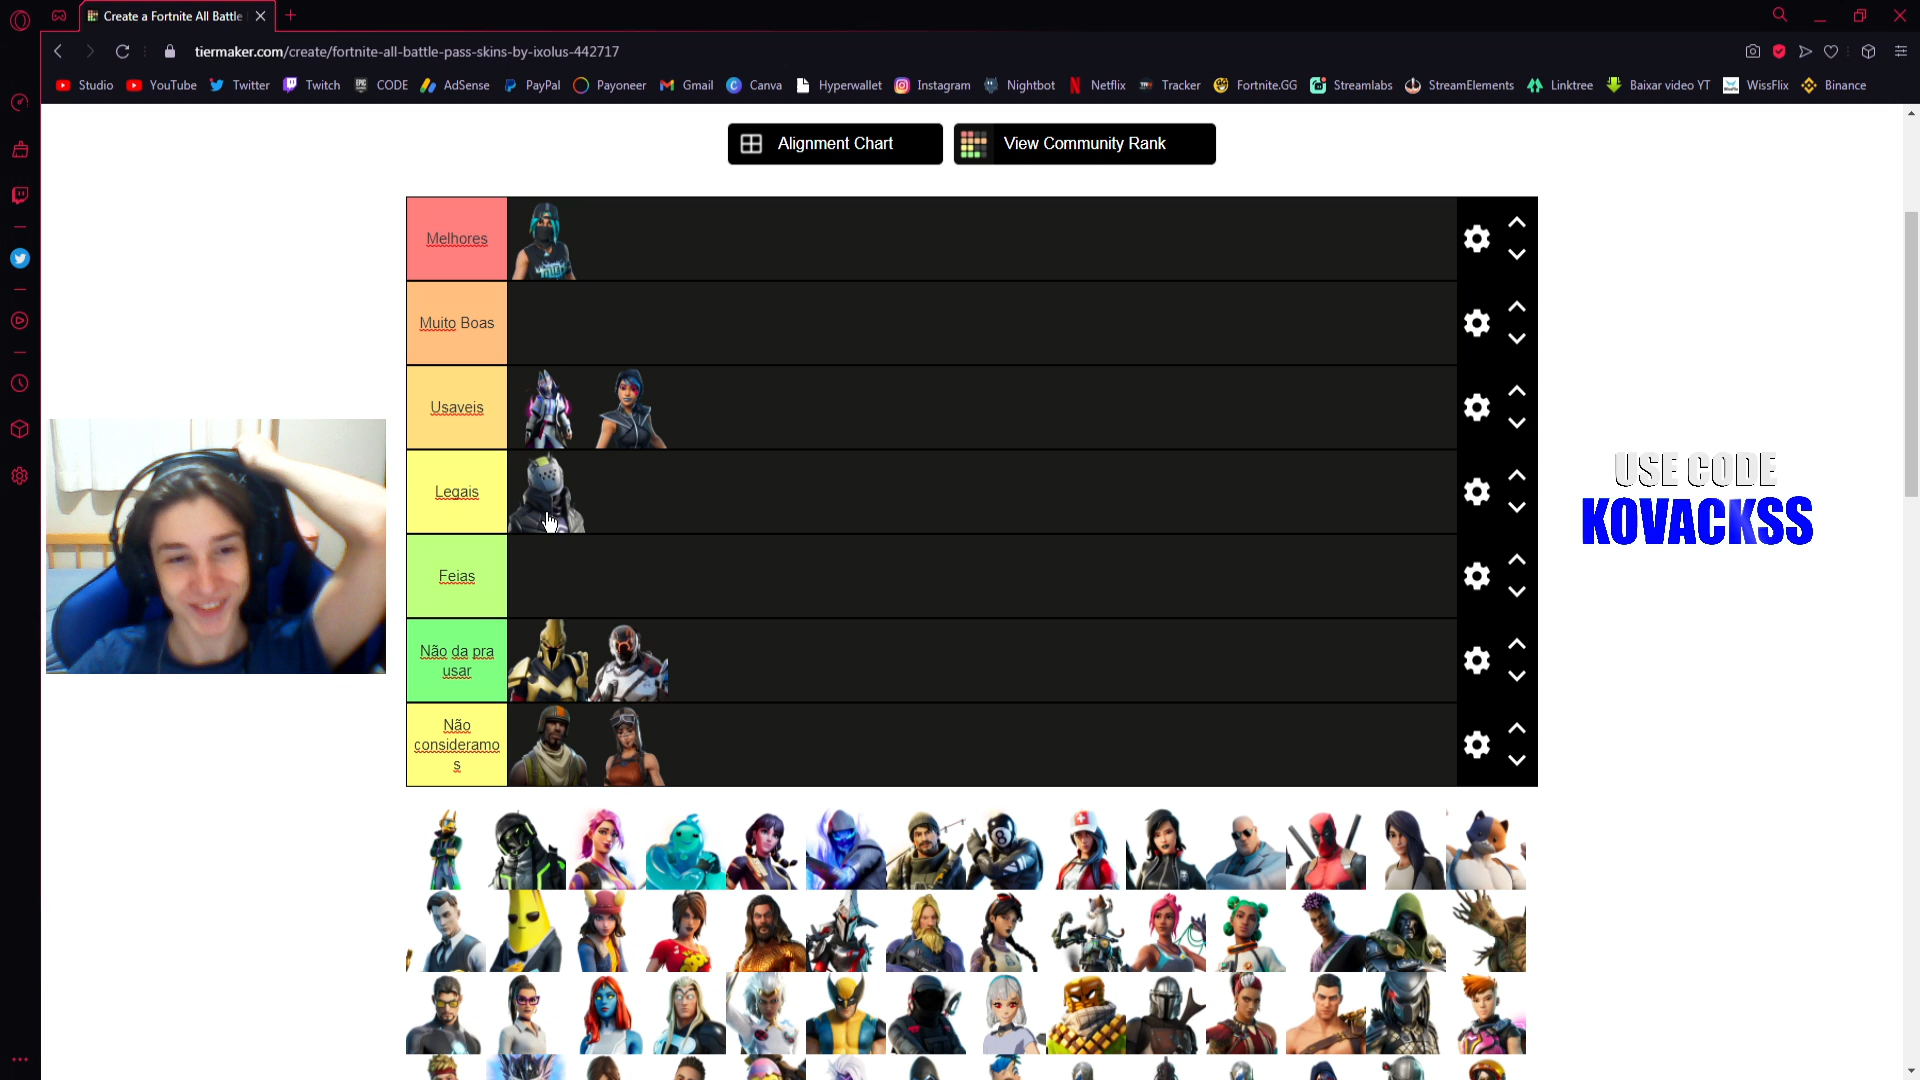 Create a Fortnite All Battle
tiermaker.com/create/fortnite-all-battle-pass-skins-by-ixolus-442717
Studio YouTube Twitter Twitch CODE AdSense PayPal Payoneer Gmail Canva Hyperwallet Instagram Nightbot Netflix Tracker Fortnite.GG Streamlabs StreamElements Linktree Baixar video YT WissFlix Binance
Alignment Chart View Community Rank
Melhores
Muito Boas
Usaveis
Legais
Feias
Não da pra
usar
Não
consideramo
s
USE CODE
KOVACKSS